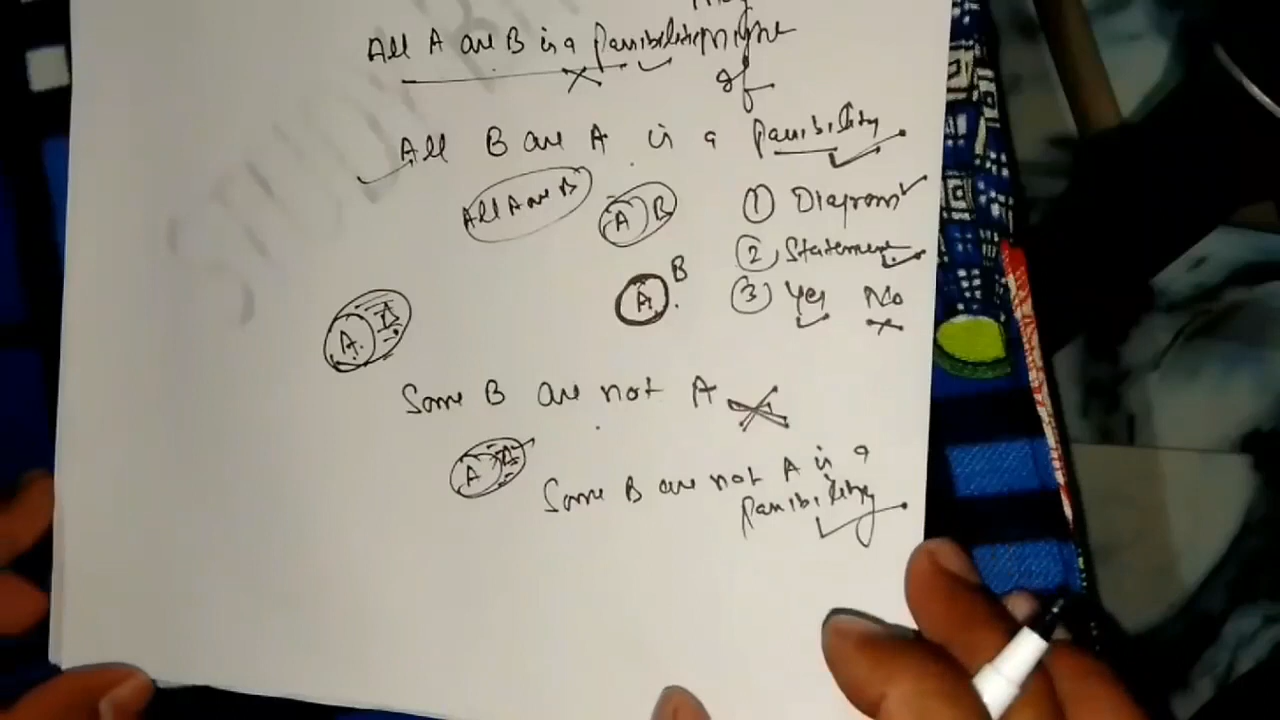 All A are B is a
of
All B are A is a Possibility
All A are B
A B
1 Diagram
2 Statement
B
A
3 Yes No
A
Some B are not A
A
Some B are not A is a
Possibility